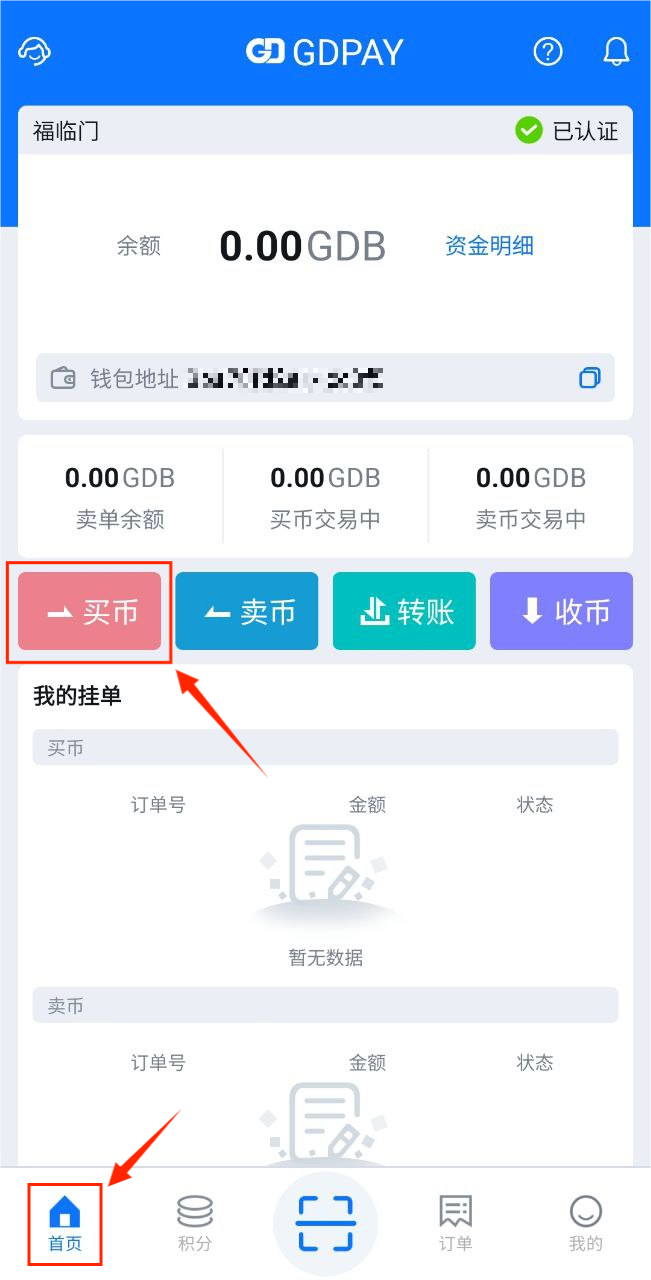 GD GDPAY
福临门 已认证
余额 0.00GDB 资金明细
钱包地址
0.00GDB 0.00GDB 0.00GDB
卖单余额 买币交易中 卖币交易中
买币 卖币 转账 收币
我的挂单
买币
订单号 金额 状态
暂无数据
卖币
订单号 金额 状态
首页 积分 订单 我的